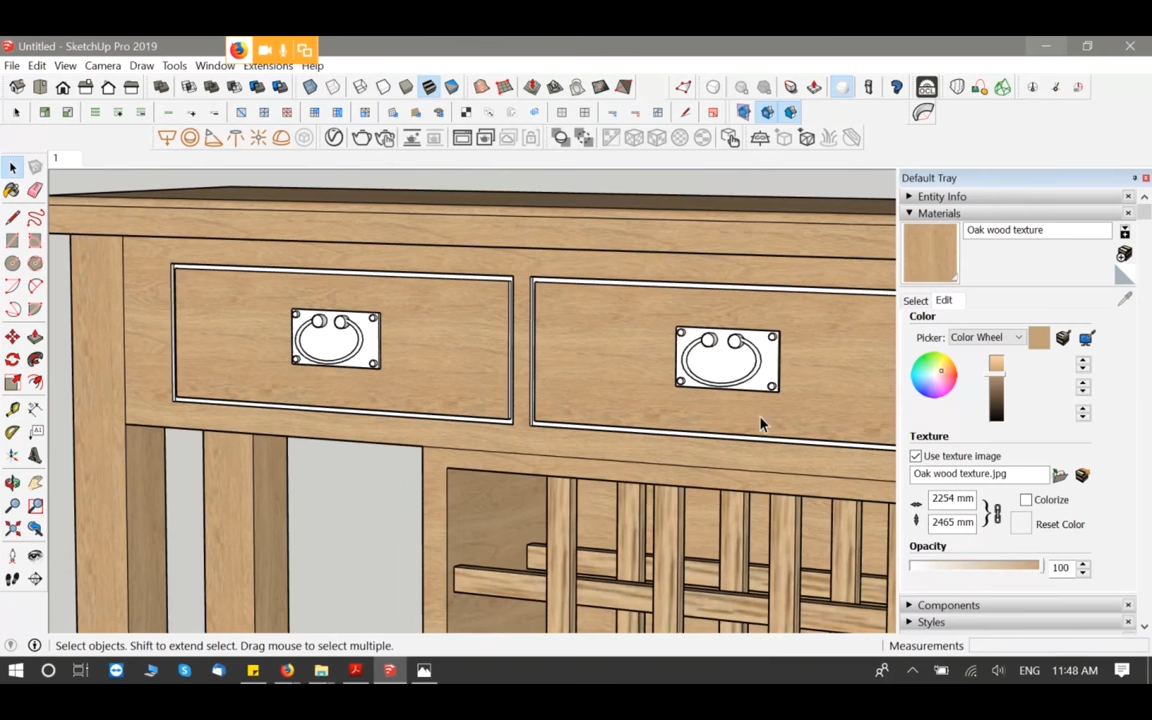 Untitled - SketchUp Pro 2019
File Edit View Camera Draw Tools Window Extensions Help
1
Default Tray
Entity Info
Materials
Oak wood texture
Select Edit
Color
Picker: Color Wheel
Texture
Use texture image
Oak wood texture.jpg
2254 mm
Colorize
2465 mm
Reset Color
Opacity
100
Components
Styles
Select objects. Shift to extend select. Drag mouse to select multiple.
Measurements
ENG 11:48 AM